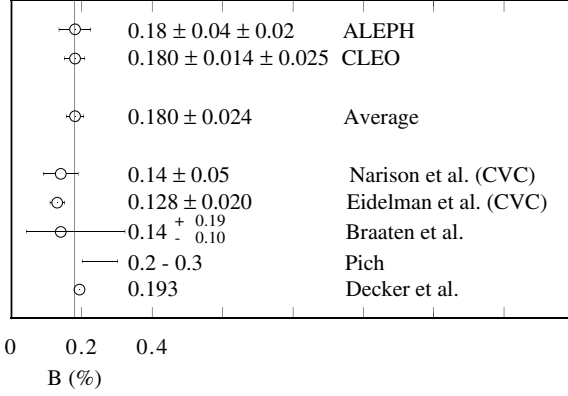 0.18 ± 0.04 ± 0.02 ALEPH
0.180 ± 0.014 ± 0.025 CLEO
0.180 ± 0.024 Average
0.14 ± 0.05 Narison et al. (CVC)
0.128 ± 0.020 Eidelman et al. (CVC)
0.14 + 0.19 - 0.10 Braaten et al.
0.2 - 0.3 Pich
0.193 Decker et al.
0 0.2 0.4
B (%)